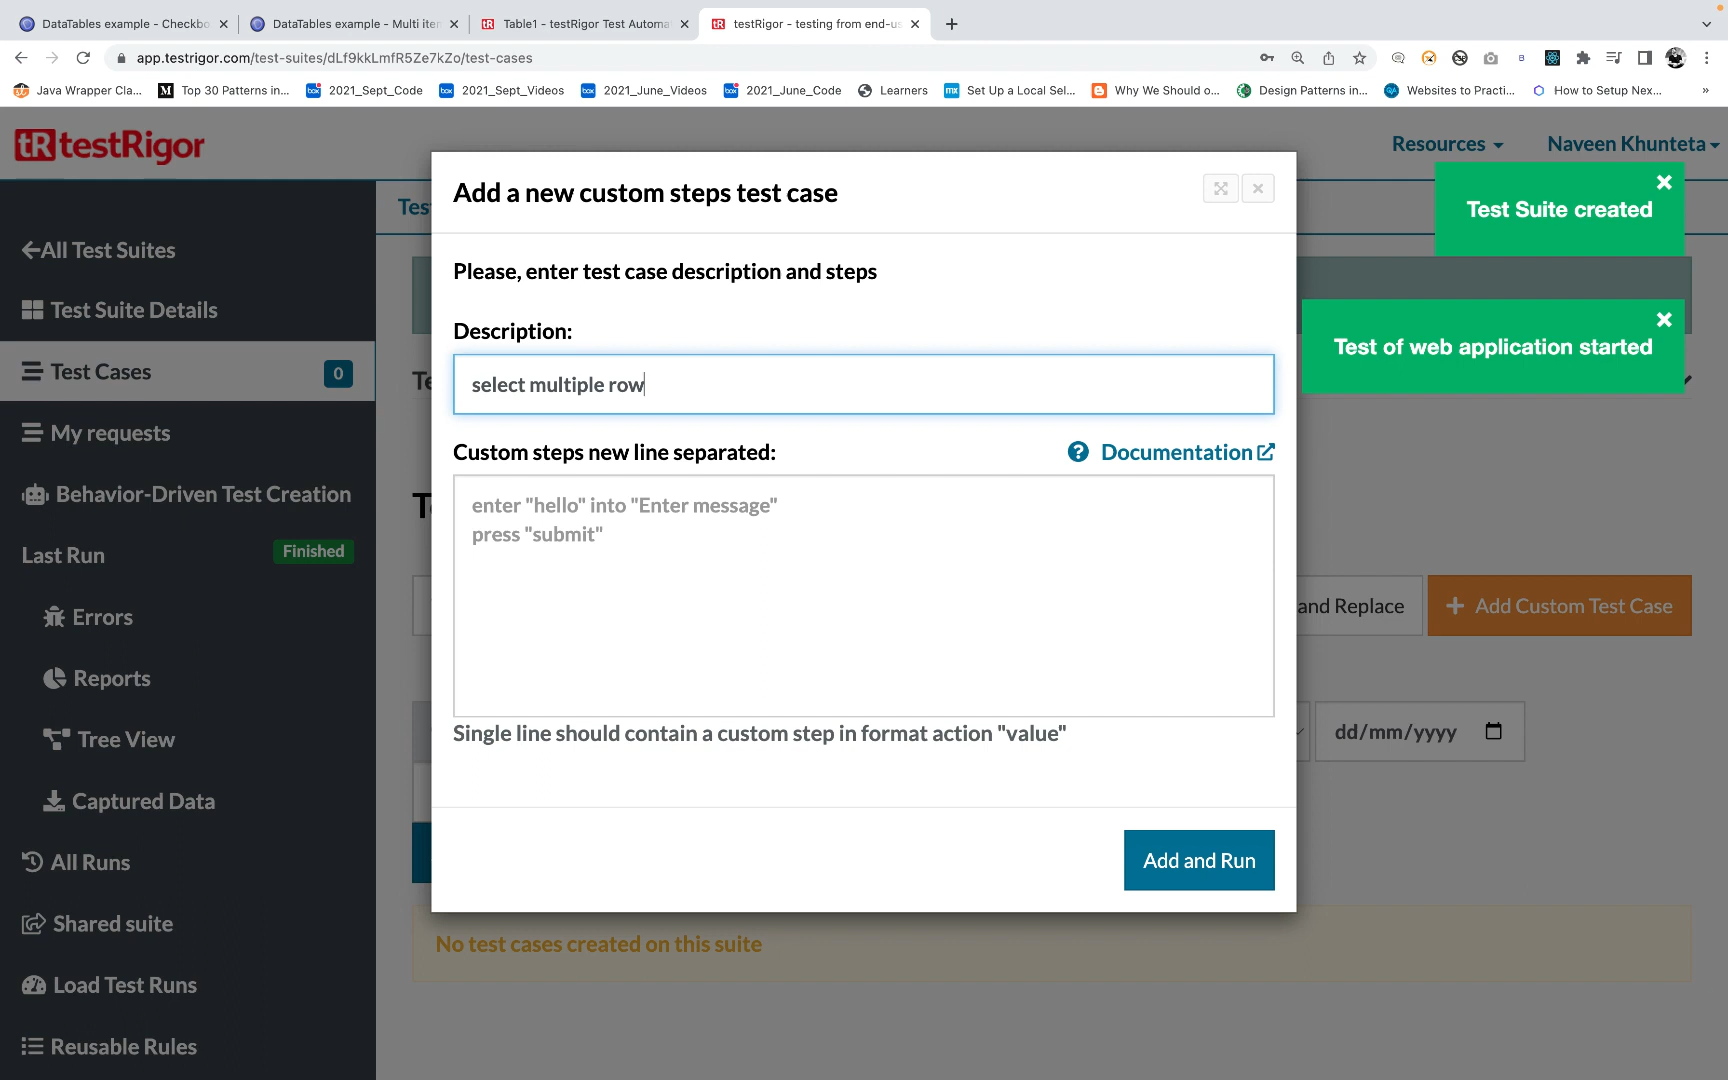 DataTables example - Checkbo
DataTables example - Multi iten
Table1 - testRigor Test Automa
testRigor - testing from end-us
app.testrigor.com/test-suites/dLf9kkLmfR5Ze7kZo/test-cases
Java Wrapper Cla...
Top 30 Patterns in...
2021_Sept_Code
2021_Sept_Videos
2021_June_Videos
2021_June_Code
Learners
Set Up a Local Sel...
Why We Should o...
Design Patterns in...
Websites to Practi...
How to Setup Nex...
»
tR testRigor
Resources
Naveen Khunteta
Tes
Test Suite created
Test of web application started
All Test Suites
Test Suite Details
Test Cases
0
My requests
Behavior-Driven Test Creation
Last Run
Finished
Errors
Reports
Tree View
Captured Data
All Runs
Shared suite
Load Test Runs
Reusable Rules
Te
T
Add a new custom steps test case
Please, enter test case description and steps
Description:
select multiple row
Custom steps new line separated:
Documentation
enter "hello" into "Enter message"
press "submit"
Single line should contain a custom step in format action "value"
Add and Run
and Replace
+ Add Custom Test Case
dd/mm/yyyy
No test cases created on this suite